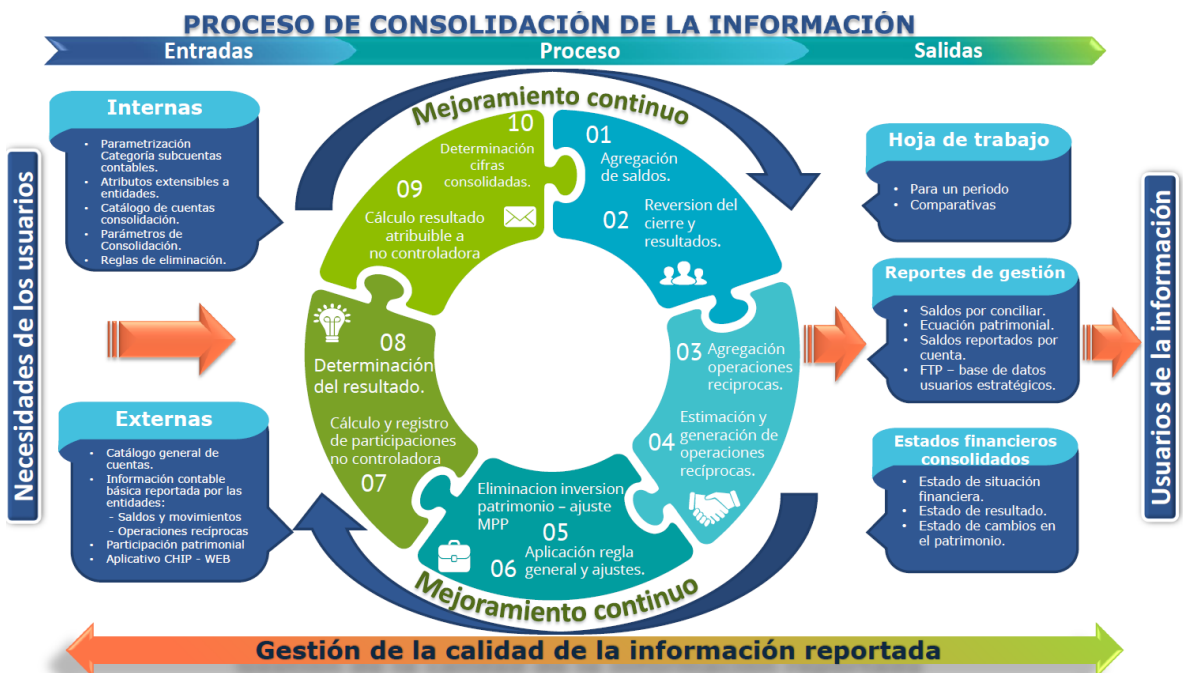 PROCESO DE CONSOLIDACIÓN DE LA INFORMACIÓN
Entradas
Proceso
Salidas
Necesidades de los usuarios
Internas
• Parametrización
Categoría subcuentas
contables.
• Atributos extensibles a
entidades.
• Catálogo de cuentas
consolidación.
• Parámetros de
Consolidación.
• Reglas de eliminación.
Externas
• Catálogo general de
cuentas.
• Información contable
básica reportada por las
entidades:
- Saldos y movimientos
- Operaciones recíprocas
• Participación patrimonial
• Aplicativo CHIP - WEB
Mejoramiento continuo
01
Agregación
de saldos.
02
Reversion del
cierre y
resultados.
03
Agregación
operaciones
reciprocas.
04
Estimación y
generación de
operaciones
recíprocas.
Eliminacion inversion
patrimonio – ajuste
MPP
05
06
Aplicación regla
general y ajustes.
Cálculo y registro
de participaciones
no controladora
07
08
Determinación
del resultado.
09
Cálculo resultado
atribuible a
no controladora
10
Determinación
cifras
consolidadas.
Mejoramiento continuo
Hoja de trabajo
• Para un periodo
• Comparativas
Reportes de gestión
• Saldos por conciliar.
• Ecuación patrimonial.
• Saldos reportados por
cuenta.
• FTP – base de datos
usuarios estratégicos.
Estados financieros
consolidados
• Estado de situación
financiera.
• Estado de resultado.
• Estado de cambios en
el patrimonio.
Usuarios de la información
Gestión de la calidad de la información reportada